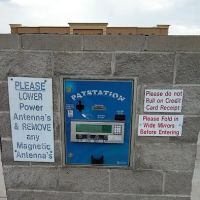 PLEASE
LOWER
Power
Antenna's
& REMOVE
any
Magnetic
Antenna's
PAYSTATION
Please do not
Pull on Credit
Card Receipt
Please Fold in
Wide Mirrors
Before Entering